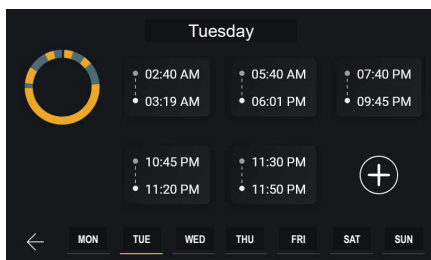 Tuesday
02:40 AM
03:19 AM
05:40 AM
06:01 PM
07:40 PM
09:45 PM
10:45 PM
11:20 PM
11:30 PM
11:50 PM
MON TUE WED THU FRI SAT SUN